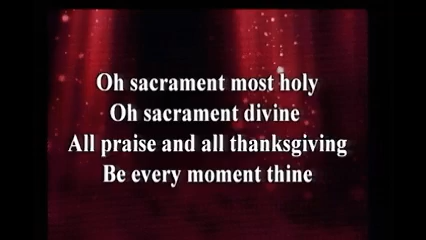 Oh sacrament most holy
Oh sacrament divine
All praise and all thanksgiving
Be every moment thine